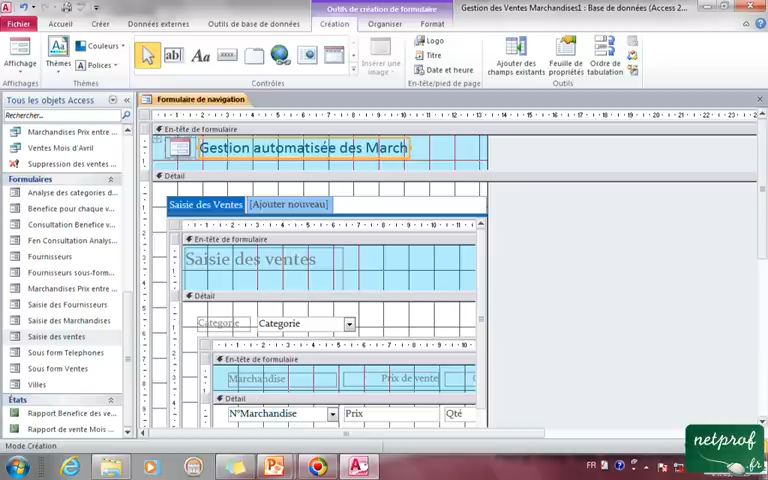 Outils de création de formulaire
Gestion des Ventes Marchandises1 : Base de données (Access 2...
Fichier
Accueil
Créer
Données externes
Outils de base de données
Création
Organiser
Format
Affichage
Thèmes
Couleurs
Polices
Aa
ab
Aa
XXXX
Insérer une image
Logo
Titre
Date et heure
Ajouter des champs existants
Feuille de propriétés
Ordre de tabulation
Affichages
Thèmes
Contrôles
En-tête/pied de page
Outils
Tous les objets Access
Formulaire de navigation
Rechercher...
Marchandises Prix entre ...
Ventes Mois d'Avril
Suppression des ventes ...
Formulaires
Analyse des categories d...
Benefice pour chaque v...
Consultation Benefice v...
Fen Consultation Analys...
Fournisseurs
Fournisseurs sous-form...
Marchandises Prix entre ...
Saisie des Fournisseurs
Saisie des Marchandises
Saisie des ventes
Sous form Telephones
Sous form Ventes
Villes
États
Rapport Benefice des ve...
Rapport de vente Mois ...
En-tête de formulaire
Gestion automatisée des March
Détail
Saisie des Ventes
[Ajouter nouveau]
En-tête de formulaire
Saisie des ventes
Détail
Categorie
Categorie
En-tête de formulaire
Marchandise
Prix de vente
Détail
N°Marchandise
Prix
Qté
Mode Création
FR
netprof
.fr